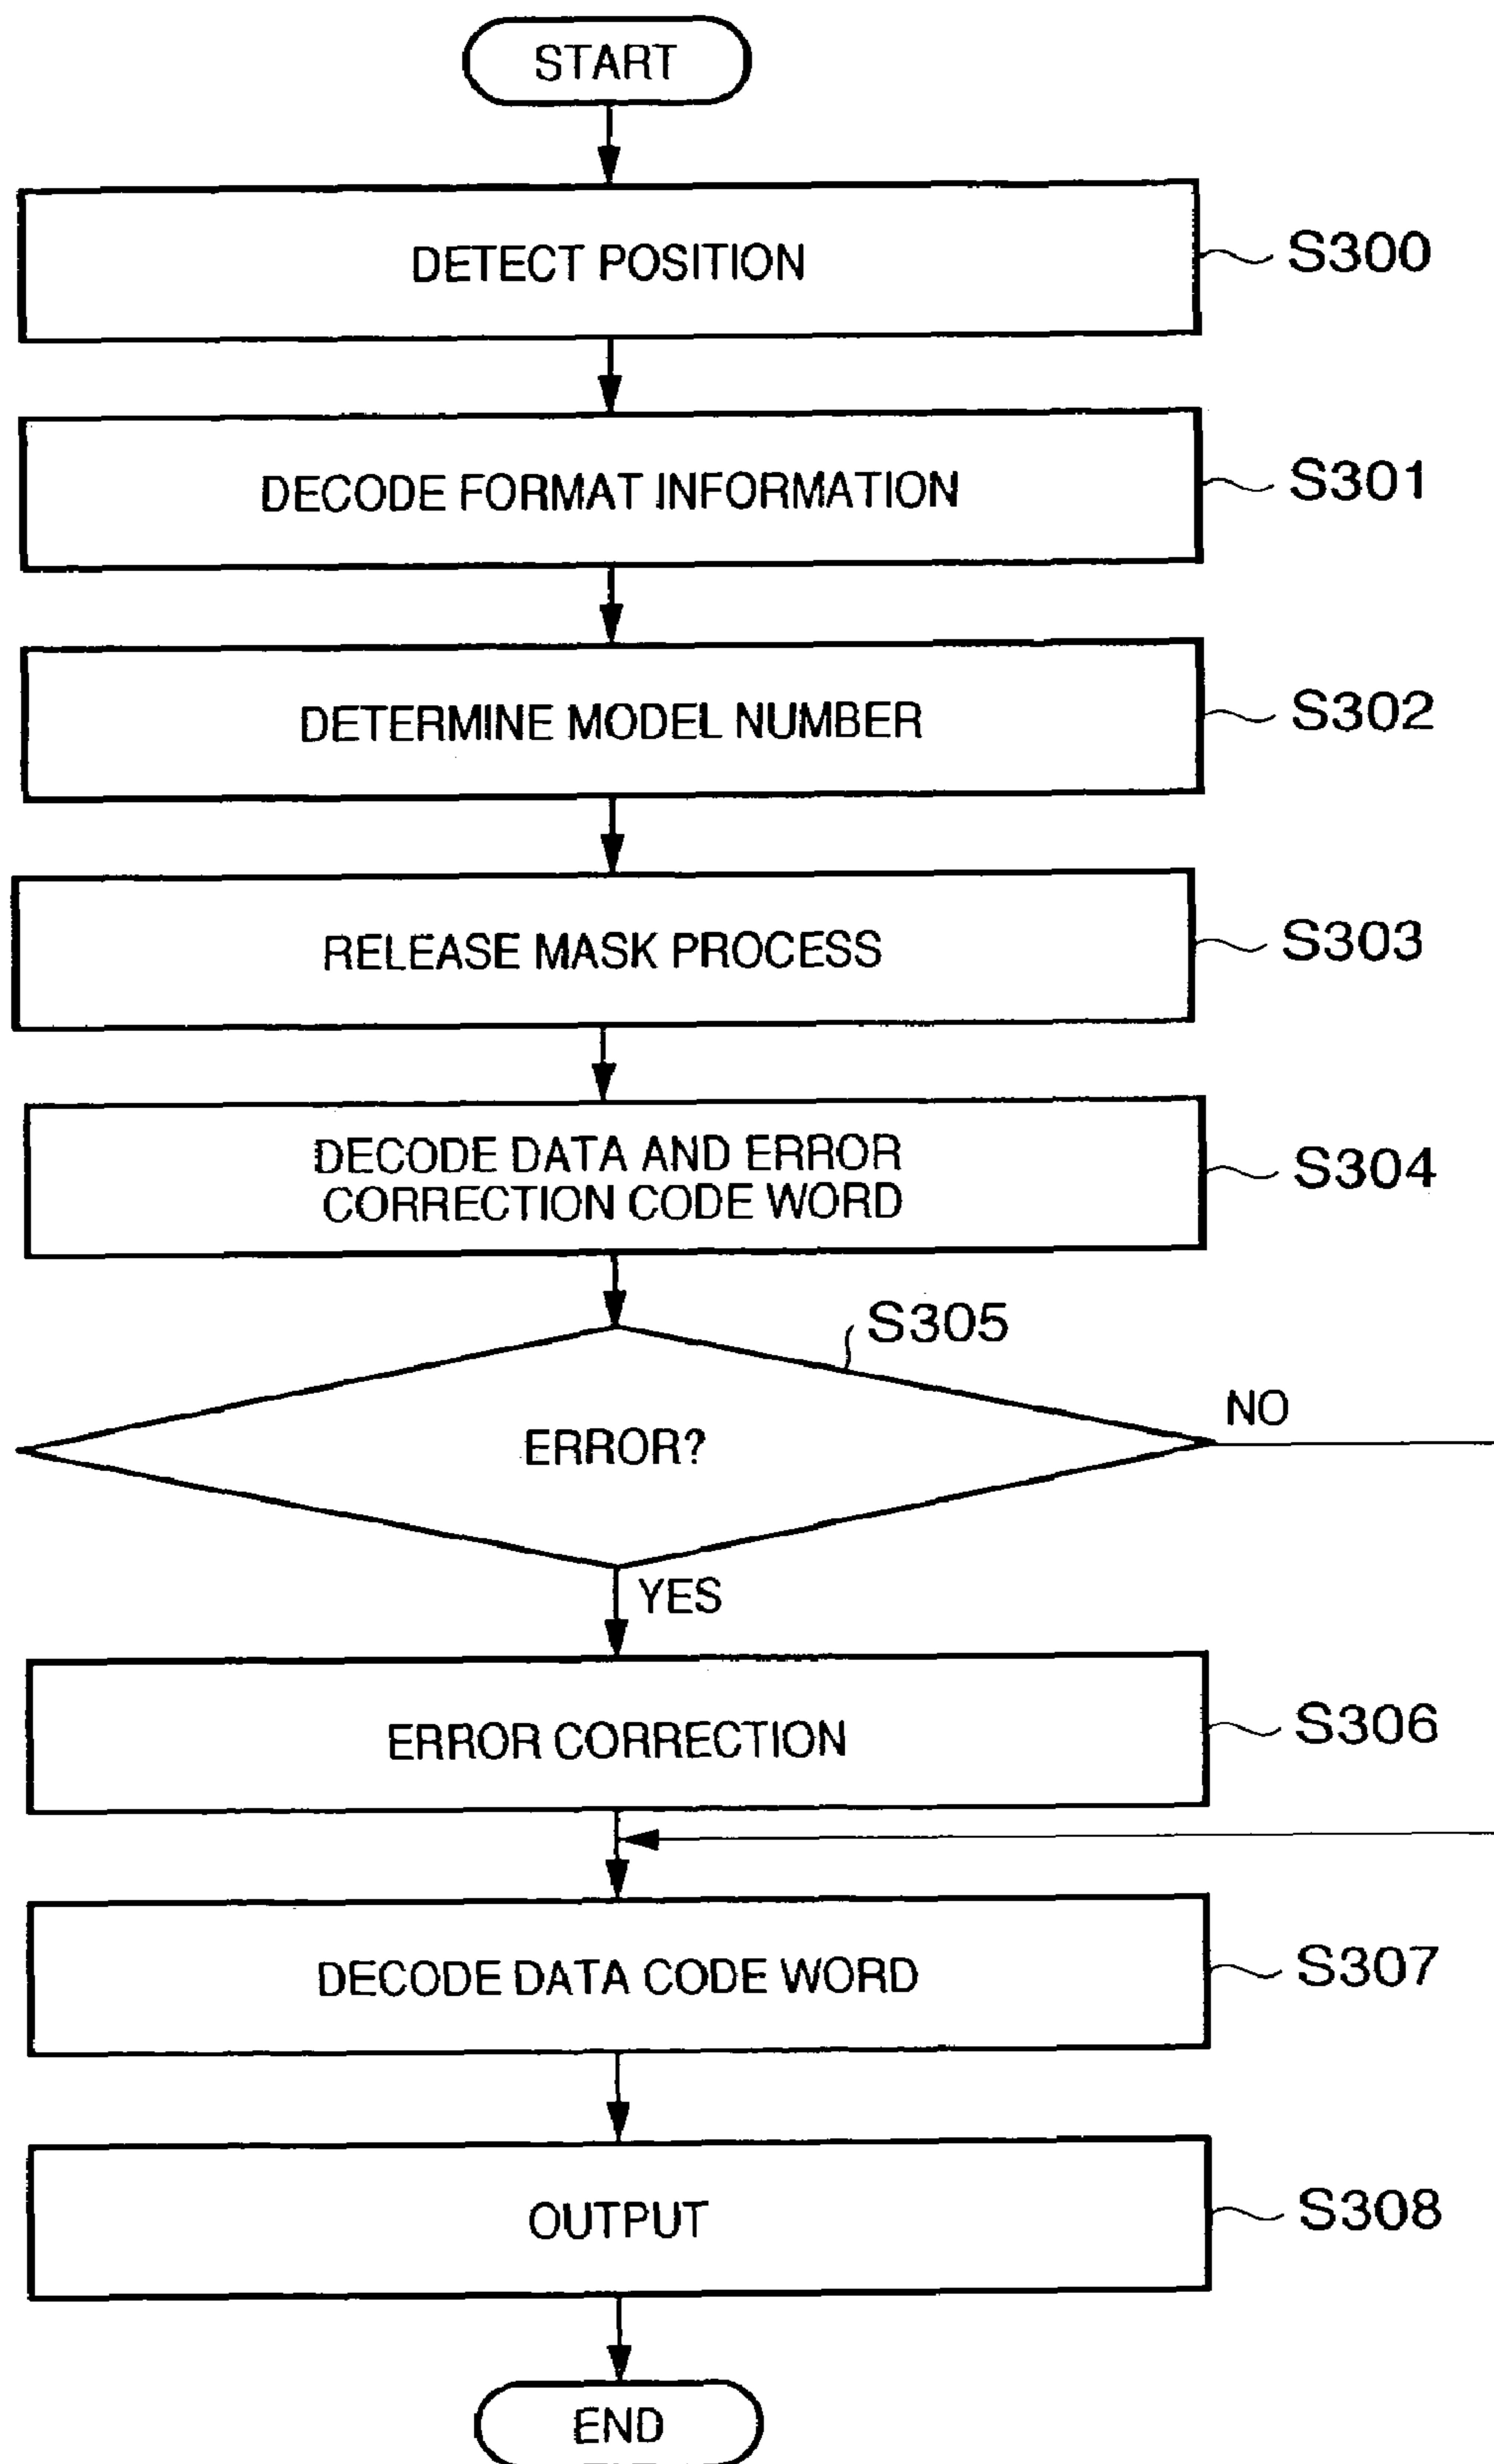 START
DETECT POSITION
S300
DECODE FORMAT INFORMATION
S301
DETERMINE MODEL NUMBER
S302
RELEASE MASK PROCESS
S303
DECODE DATA AND ERROR
CORRECTION CODE WORD
S304
S305
ERROR?
NO
YES
ERROR CORRECTION
S306
DECODE DATA CODE WORD
S307
OUTPUT
S308
END